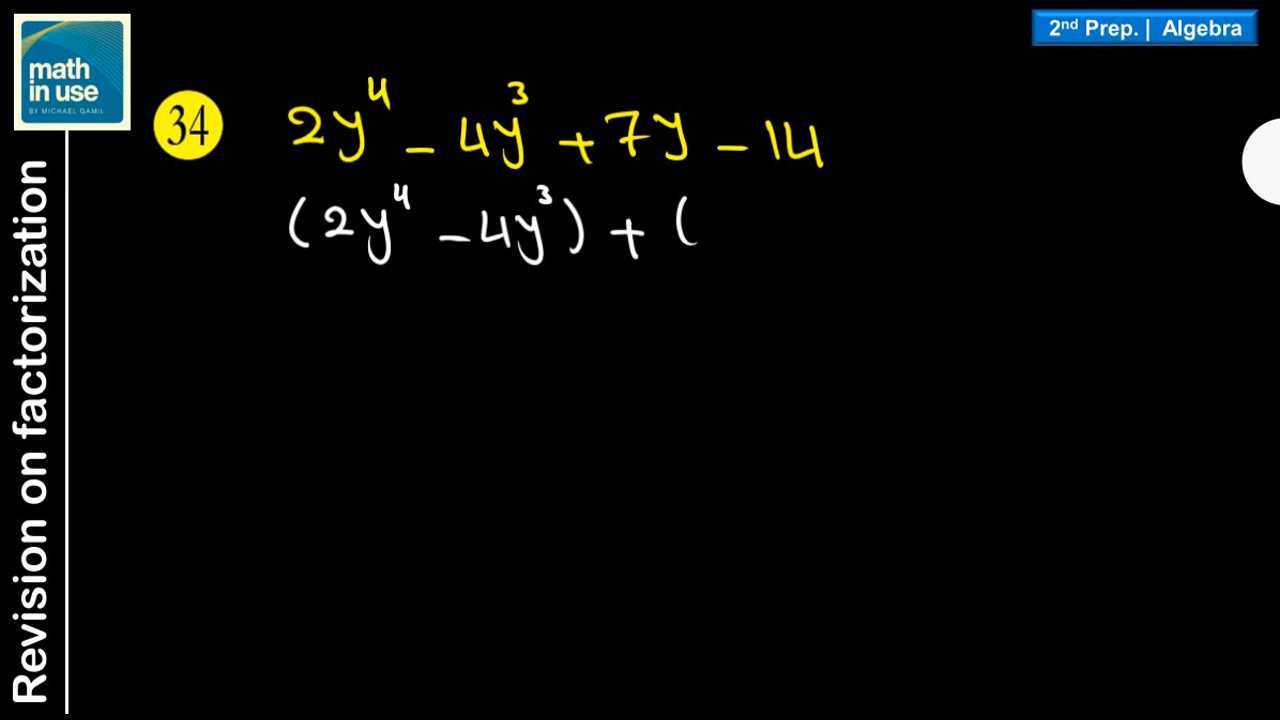 math
in use
BY MICHAEL GAMIL
2nd Prep. | Algebra
Revision on factorization
34 2y⁴ - 4y³ + 7y - 14
(2y⁴ - 4y³) + (